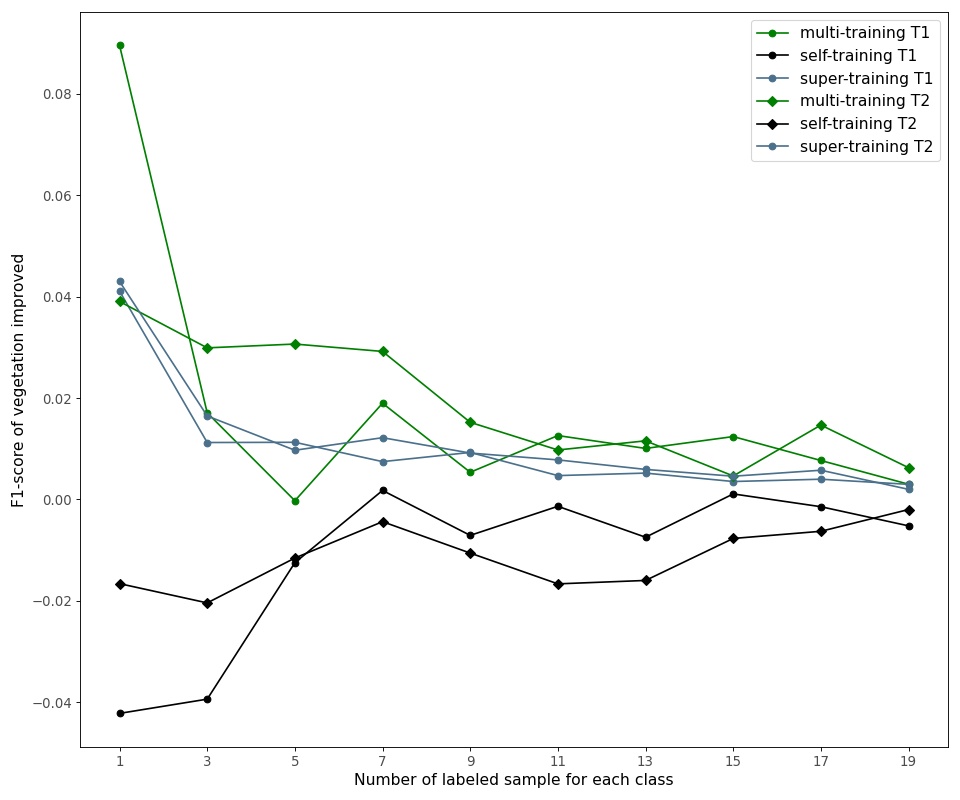 multi-training T1
self-training T1
super-training T1
multi-training T2
self-training T2
super-training T2
0.08
0.06
0.04
0.02
0.00
−0.02
−0.04
F1-score of vegetation improved
1 3 5 7 9 11 13 15 17 19
Number of labeled sample for each class